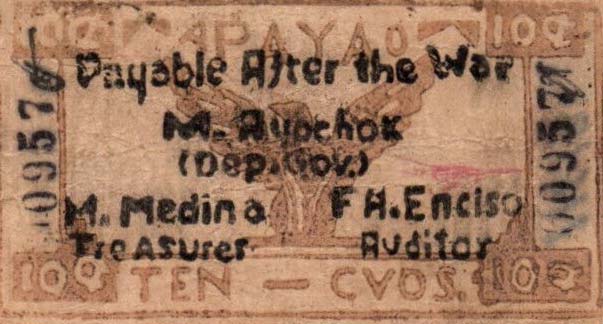 10¢ APAYAO 10¢
Payable After the War
M. Aupchok
(Dep. Gov.)
M. Medina F H. Enciso
Treasurer Auditor
10¢ TEN — CVOS. 10¢